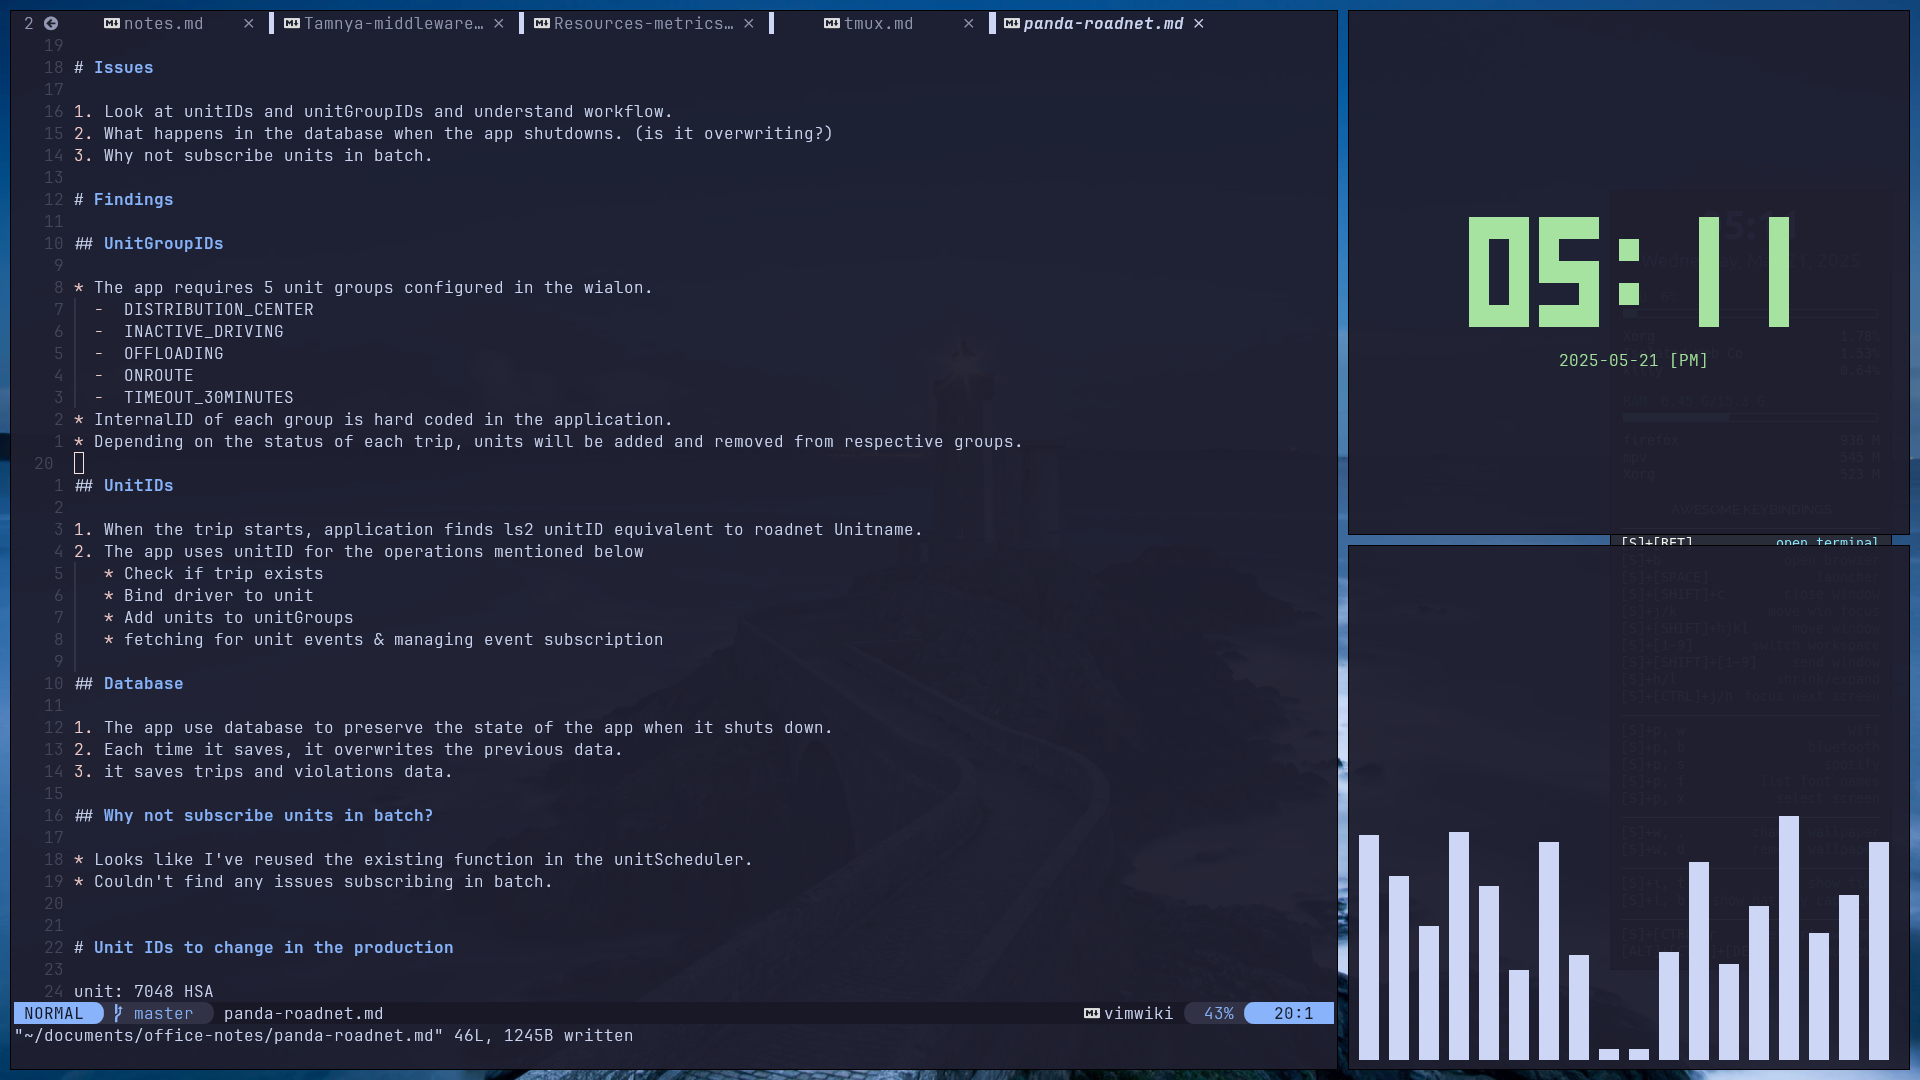 2 notes.md × Tamnya-middleware… × Resources-metrics… × tmux.md × panda-roadnet.md ×
19
18 # Issues
17
16 1. Look at unitIDs and unitGroupIDs and understand workflow.
15 2. What happens in the database when the app shutdowns. (is it overwriting?)
14 3. Why not subscribe units in batch.
13
12 # Findings
11
10 ## UnitGroupIDs
9
8 * The app requires 5 unit groups configured in the wialon.
7 - DISTRIBUTION_CENTER
6 - INACTIVE_DRIVING
5 - OFFLOADING
4 - ONROUTE
3 - TIMEOUT_30MINUTES
2 * InternalID of each group is hard coded in the application.
1 * Depending on the status of each trip, units will be added and removed from respective groups.
20
1 ## UnitIDs
2
3 1. When the trip starts, application finds ls2 unitID equivalent to roadnet Unitname.
4 2. The app uses unitID for the operations mentioned below
5 * Check if trip exists
6 * Bind driver to unit
7 * Add units to unitGroups
8 * fetching for unit events & managing event subscription
9
10 ## Database
11
12 1. The app use database to preserve the state of the app when it shuts down.
13 2. Each time it saves, it overwrites the previous data.
14 3. it saves trips and violations data.
15
16 ## Why not subscribe units in batch?
17
18 * Looks like I've reused the existing function in the unitScheduler.
19 * Couldn't find any issues subscribing in batch.
20
21
22 # Unit IDs to change in the production
23
24 unit: 7048 HSA
NORMAL master panda-roadnet.md vimwiki 43% 20:1
"~/documents/office-notes/panda-roadnet.md" 46L, 1245B written
05:11
2025-05-21 [PM]
Xorg 1.78%
firefox 936 M
mpv 545 M
Xorg 523 M
AWESOME KEYBINDINGS
[S]+[RET] open terminal